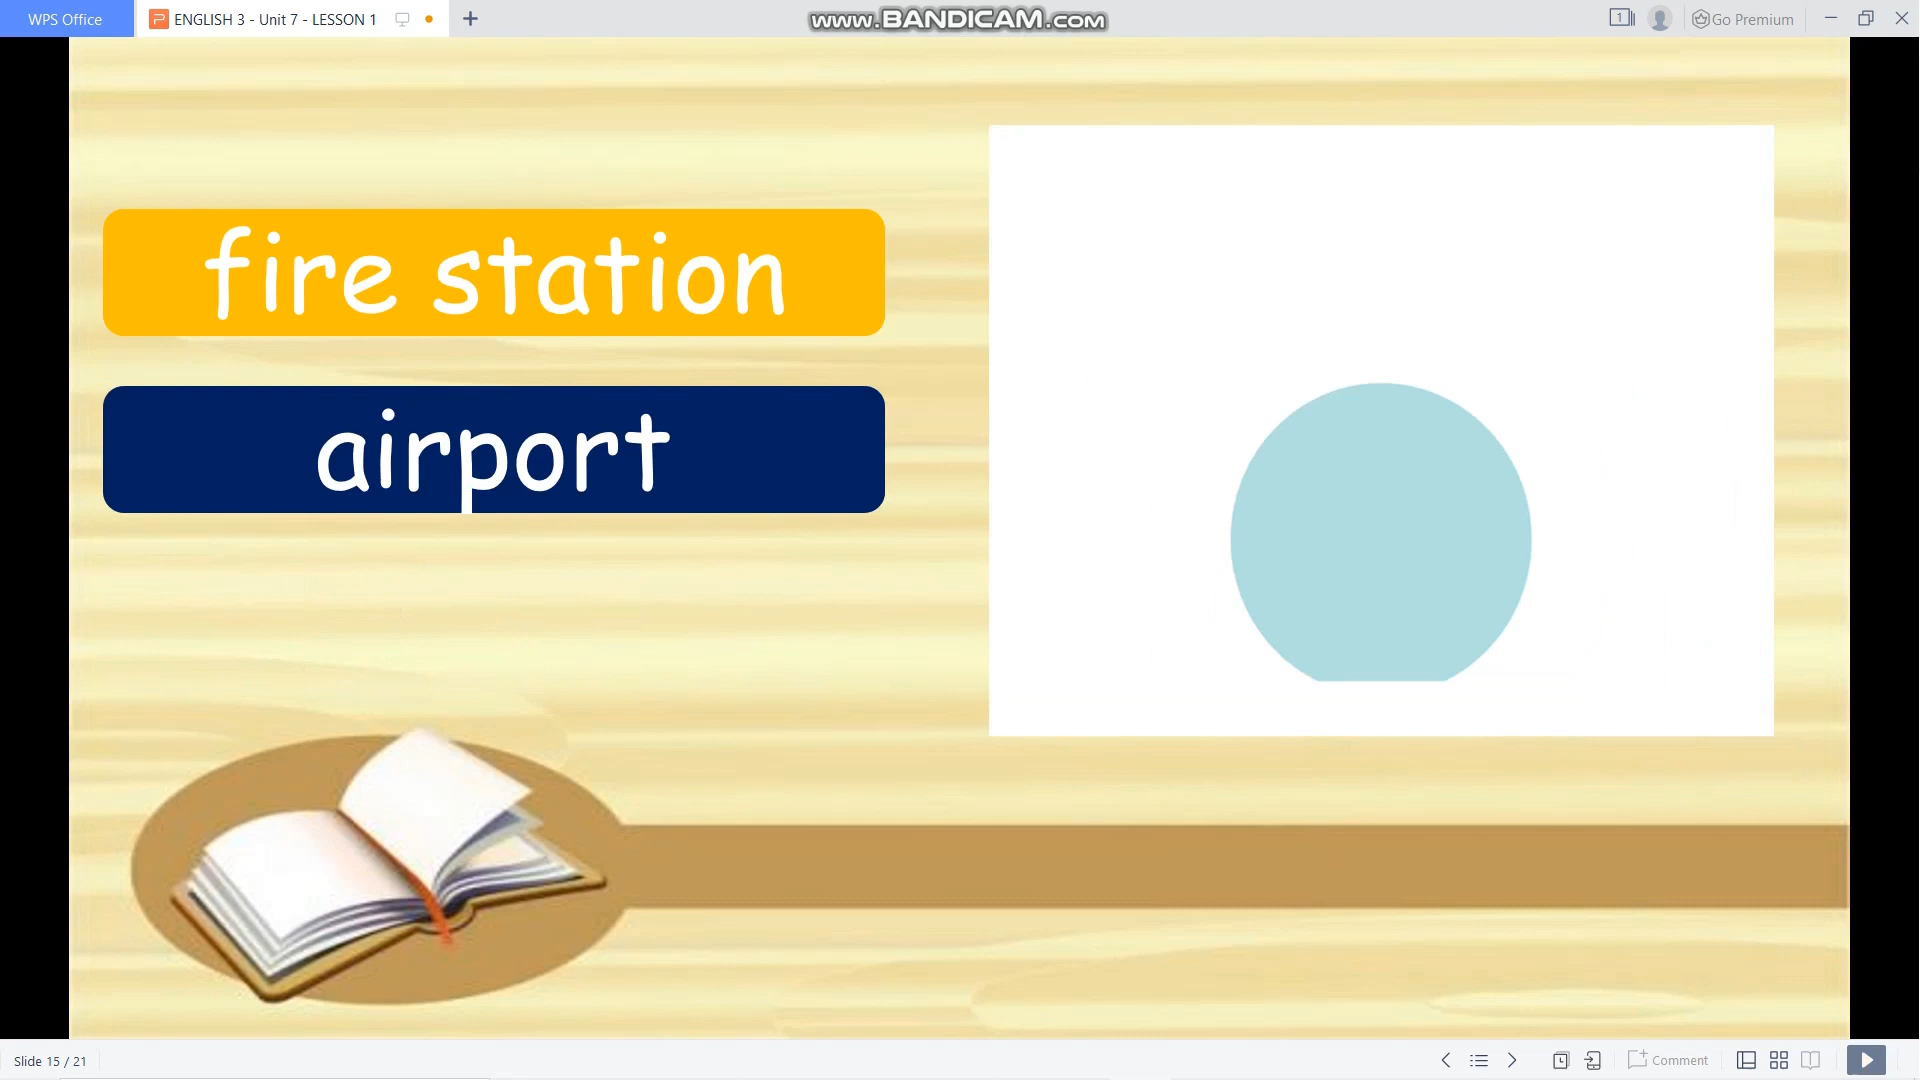 WPS Office
ENGLISH 3 - Unit 7 - LESSON 1
www.BANDICAM.com
1
Go Premium
fire station
airport
Slide 15 / 21
Comment